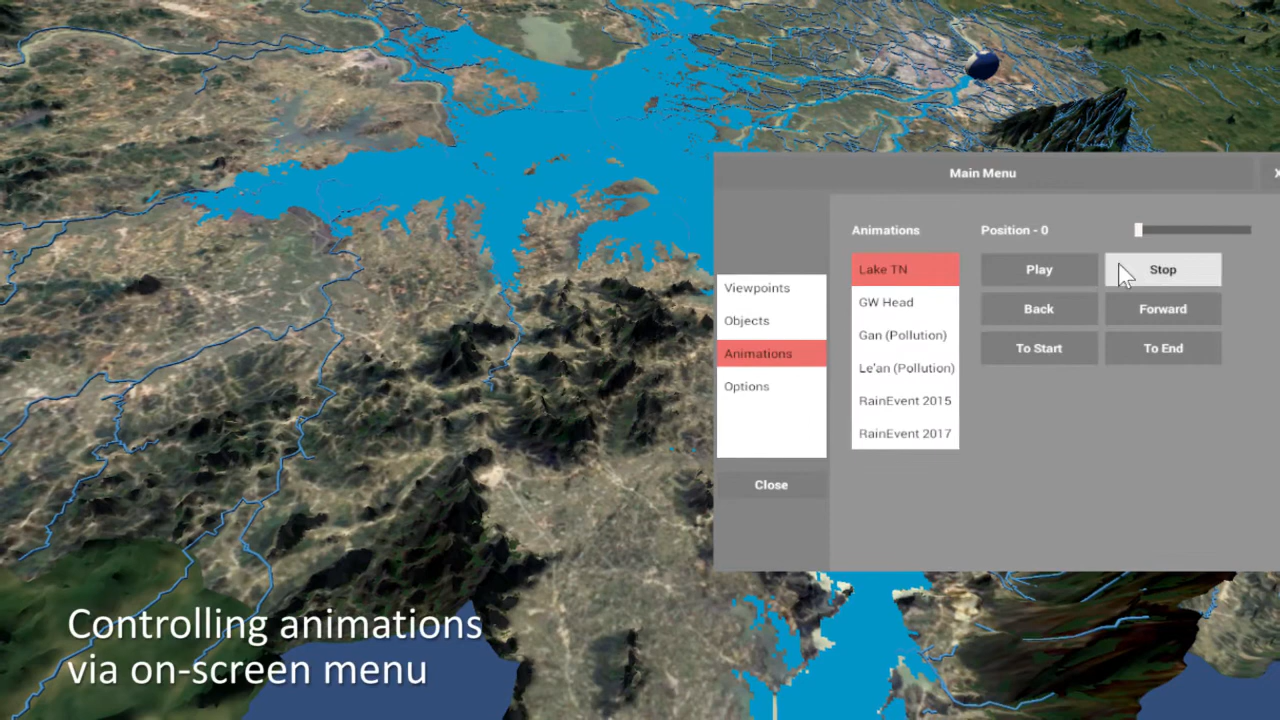 Main Menu
X
Animations
Position - 0
Lake TN
Play
Stop
Viewpoints
GW Head
Back
Forward
Objects
Gan (Pollution)
To Start
To End
Animations
Le'an (Pollution)
Options
RainEvent 2015
RainEvent 2017
Close
Controlling animations
via on-screen menu